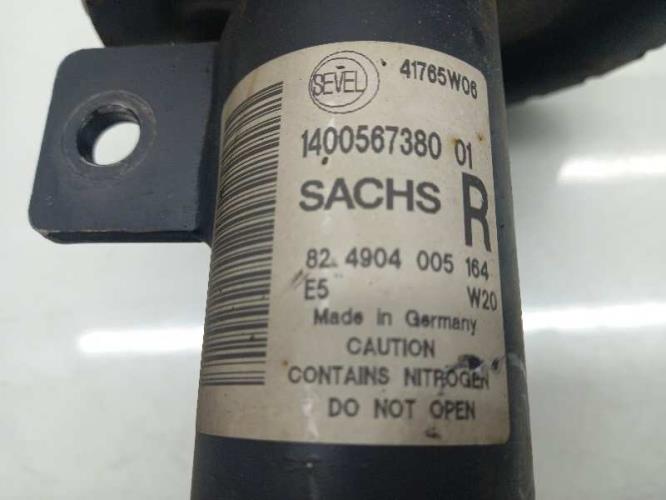 SEVEL 41765W06
1400567380 01
SACHS R
82 4904 005 164
E5 W20
Made in Germany
CAUTION
CONTAINS NITROGEN
DO NOT OPEN